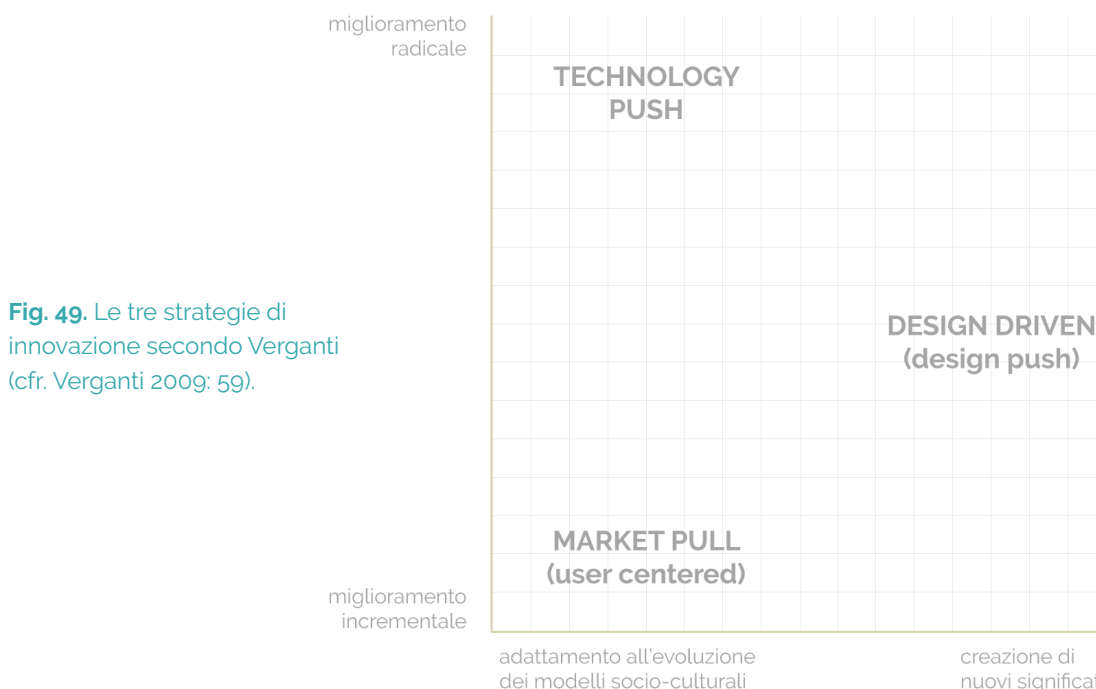 miglioramento
radicale
TECHNOLOGY
PUSH
Fig. 49. Le tre strategie di
innovazione secondo Verganti
(cfr. Verganti 2009: 59).
DESIGN DRIVEN
(design push)
MARKET PULL
(user centered)
miglioramento
incrementale
adattamento all'evoluzione
dei modelli socio-culturali
creazione di
nuovi